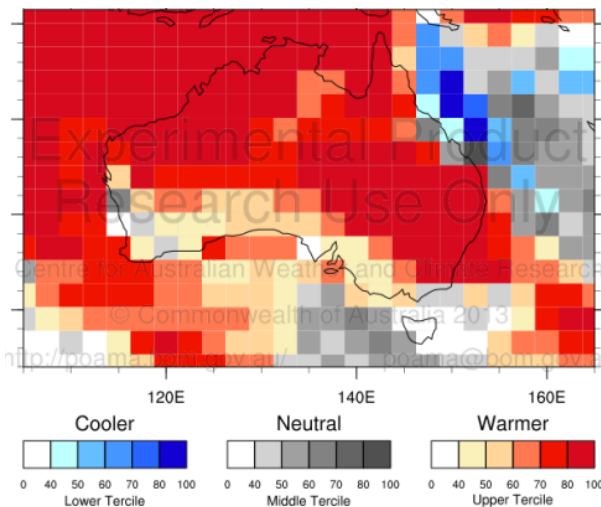 Experimental Product
Research Use Only
Centre for Australian Weather and Climate Research
© Commonwealth of Australia 2013
http://poama.bom.gov.au/ poama@bom.gov.a
120E 140E 160E
Cooler Neutral Warmer
0 40 50 60 70 80 100 0 40 50 60 70 80 100 0 40 50 60 70 80 100
Lower Tercile Middle Tercile Upper Tercile